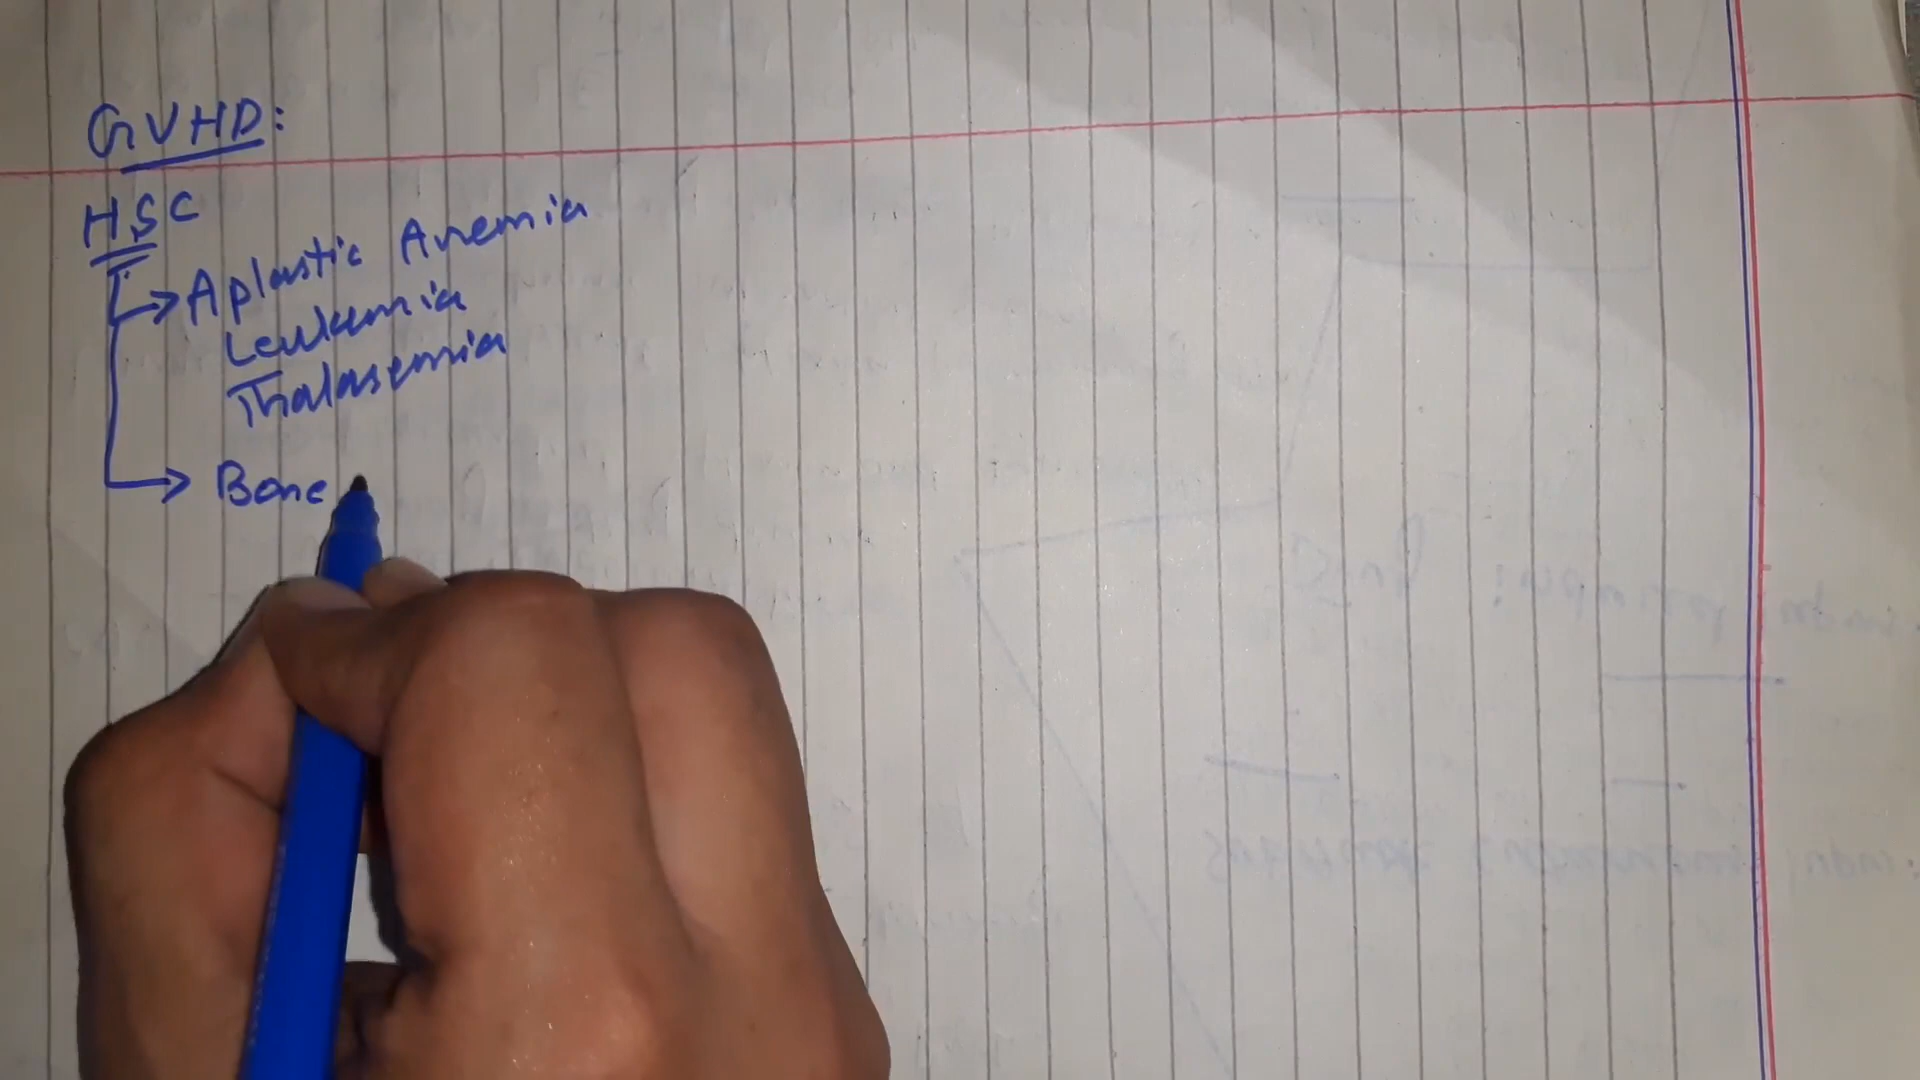 GVHD:
HSC
Aplastic Anemia
Leukemia
Thalasemia
Bone